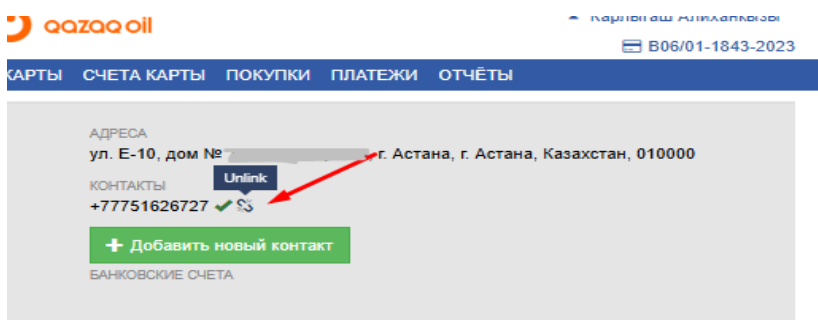 qazaq oil
Карлыгаш Алиханкызы
B06/01-1843-2023
КАРТЫ СЧЕТА КАРТЫ ПОКУПКИ ПЛАТЕЖИ ОТЧЁТЫ
АДРЕСА
ул. Е-10, дом № г. Астана, г. Астана, Казахстан, 010000
КОНТАКТЫ
Unlink
+77751626727
Добавить новый контакт
БАНКОВСКИЕ СЧЕТА